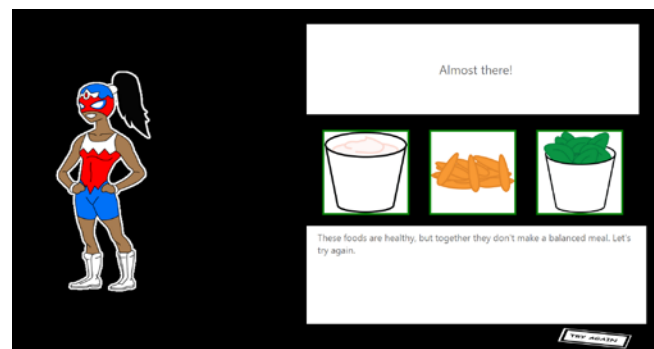 Almost there!
These foods are healthy, but together they don't make a balanced meal. Let's
try again.
TRY AGAIN